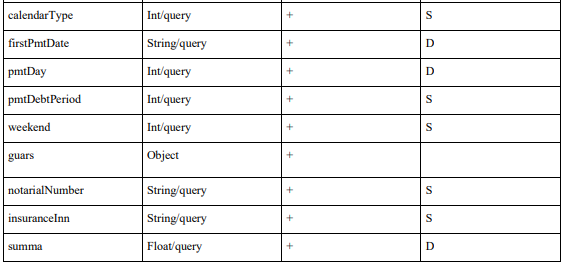 calendarType Int/query + S
firstPmtDate String/query + D
pmtDay Int/query + D
pmtDebtPeriod Int/query + S
weekend Int/query + S
guars Object +
notarialNumber String/query + S
insuranceInn String/query + S
summa Float/query + D